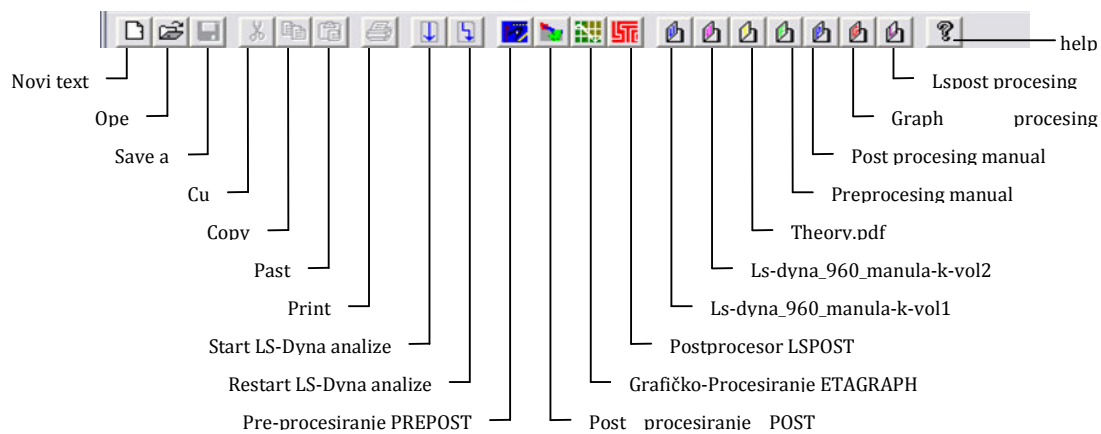 help
Novi text
Lspost procesing
Ope
Graph procesing
Save a
Post procesing manual
Cu
Preprocesing manual
Copy
Theory.pdf
Past
Ls-dyna_960_manula-k-vol2
Print
Ls-dyna_960_manula-k-vol1
Start LS-Dyna analize
Postprocesor LSPOST
Restart LS-Dyna analize
Grafičko-Procesiranje ETAGRAPH
Pre-procesiranje PREPOST
Post procesiranje POST